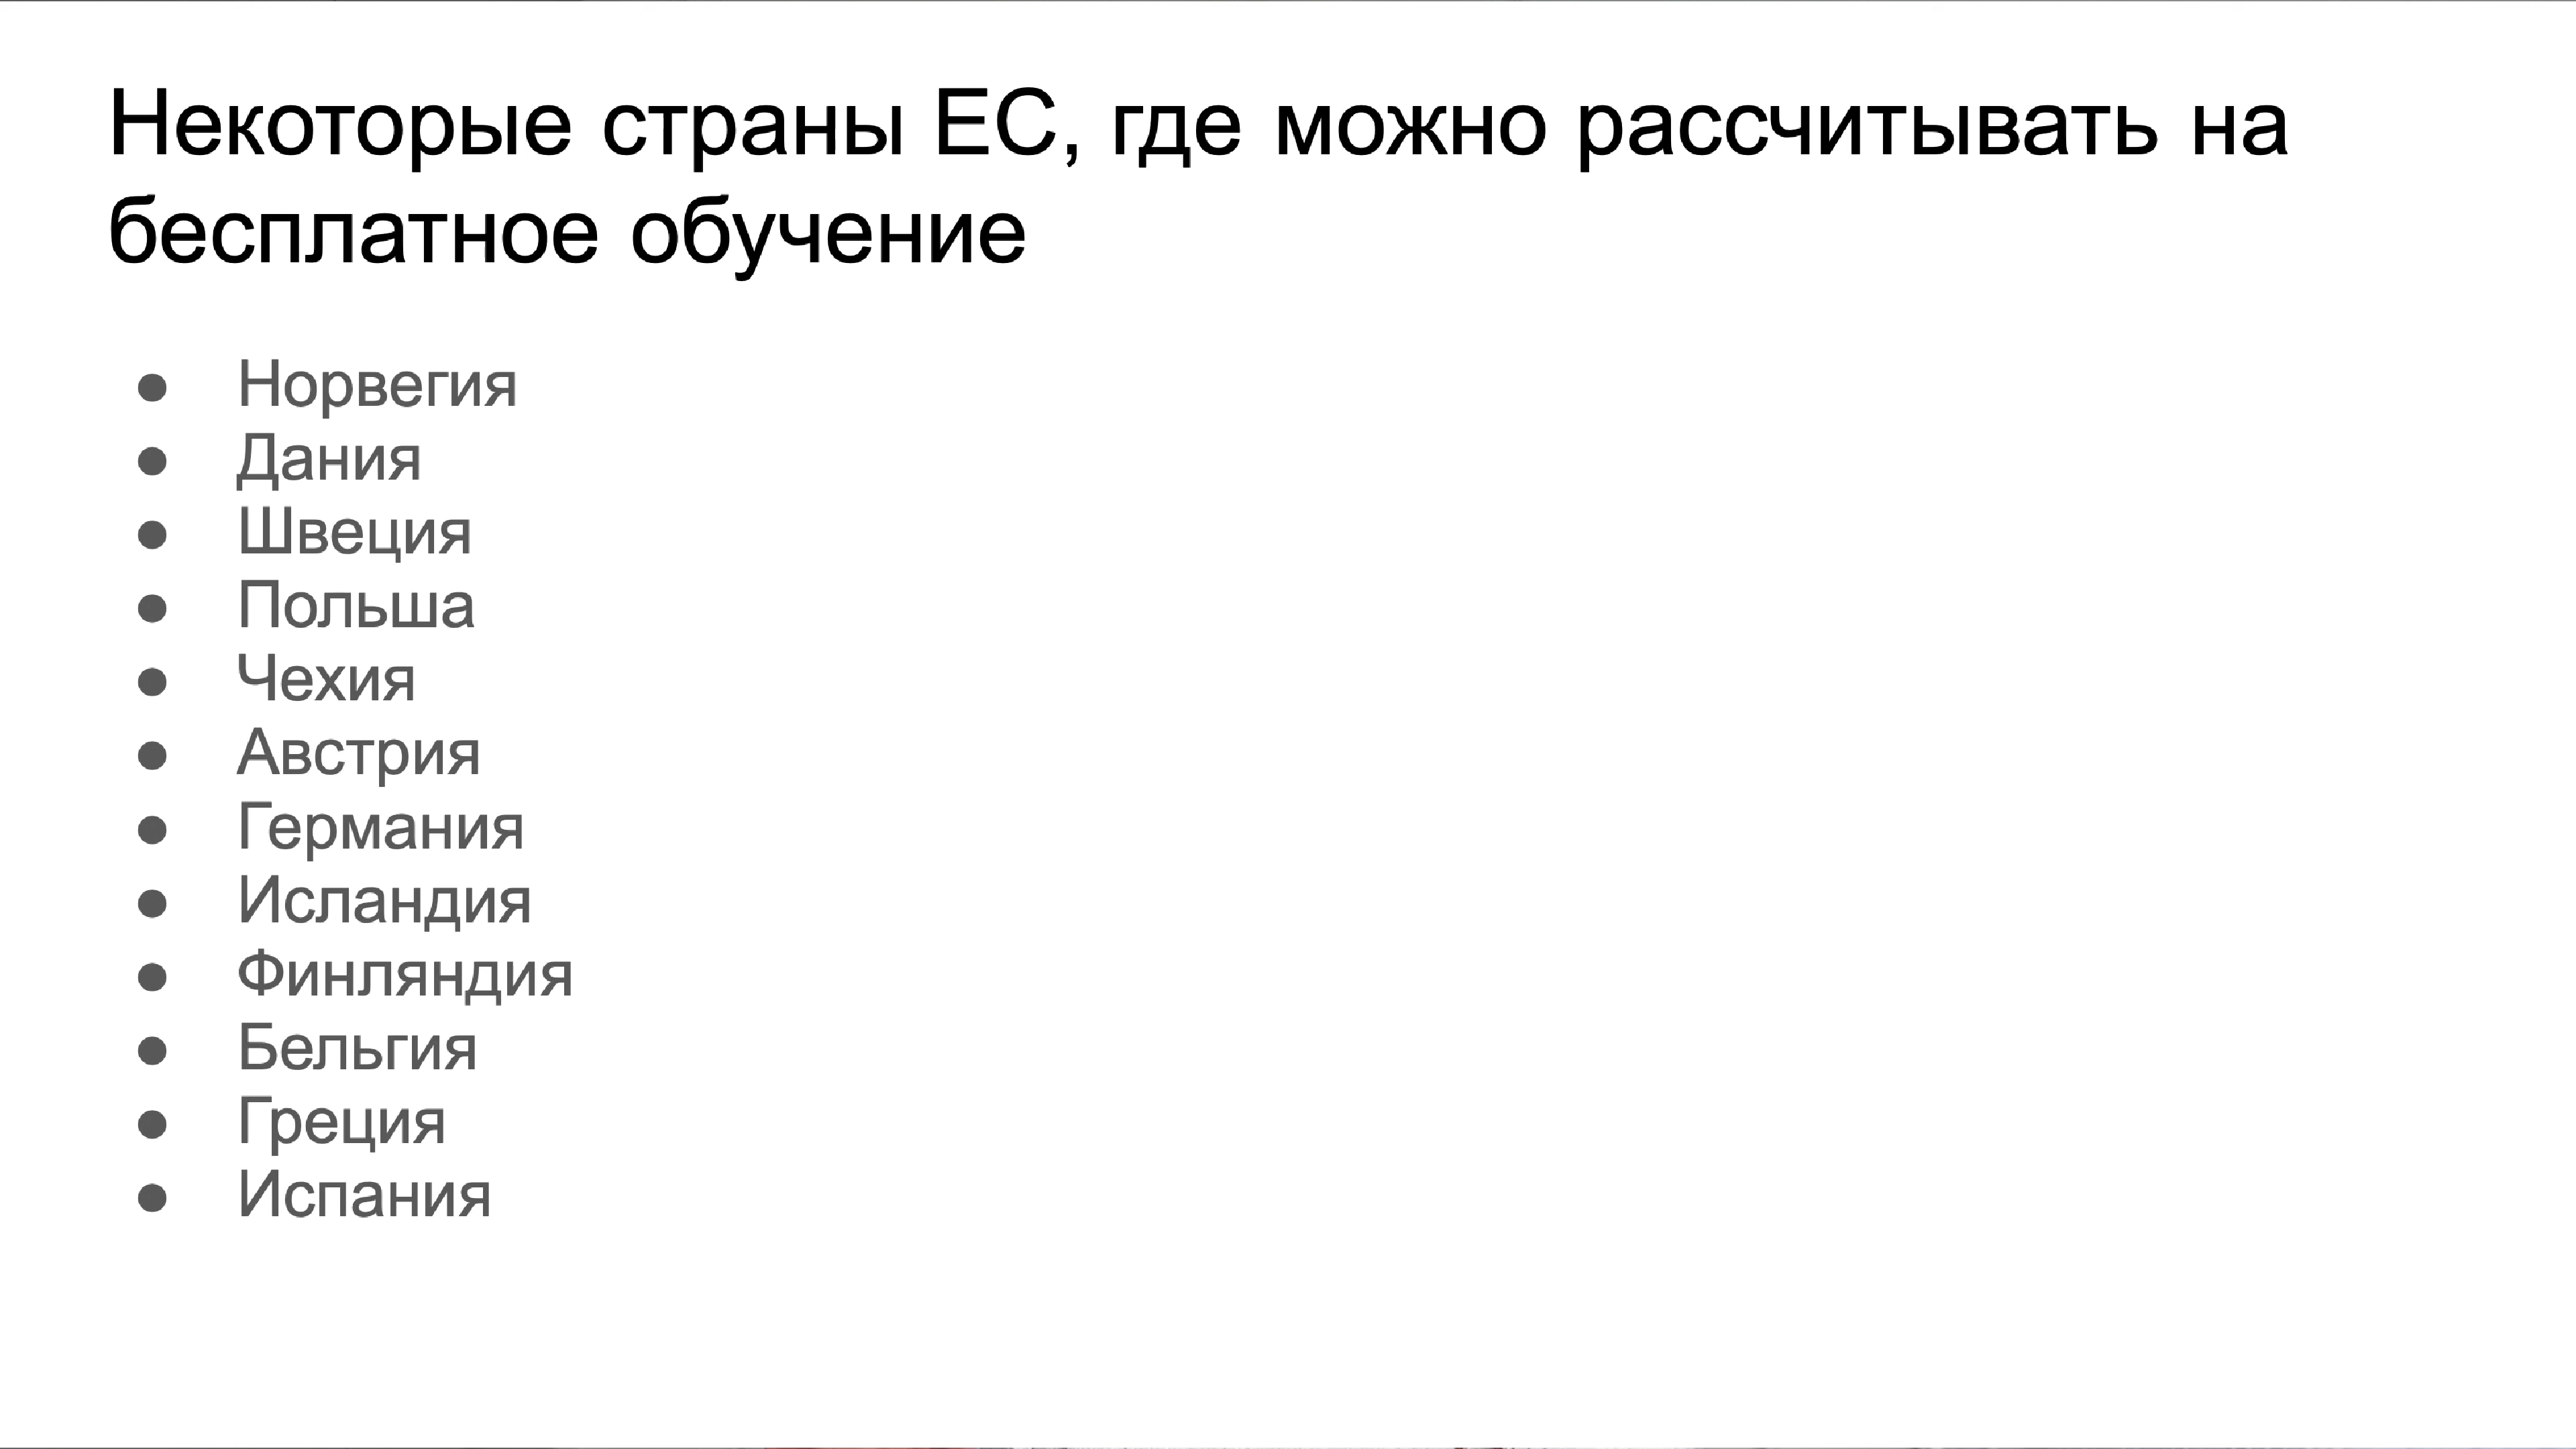 Некоторые страны ЕС, где можно рассчитывать на
бесплатное обучение
● Норвегия
● Дания
● Швеция
● Польша
● Чехия
● Австрия
● Германия
● Исландия
● Финляндия
● Бельгия
● Греция
● Испания